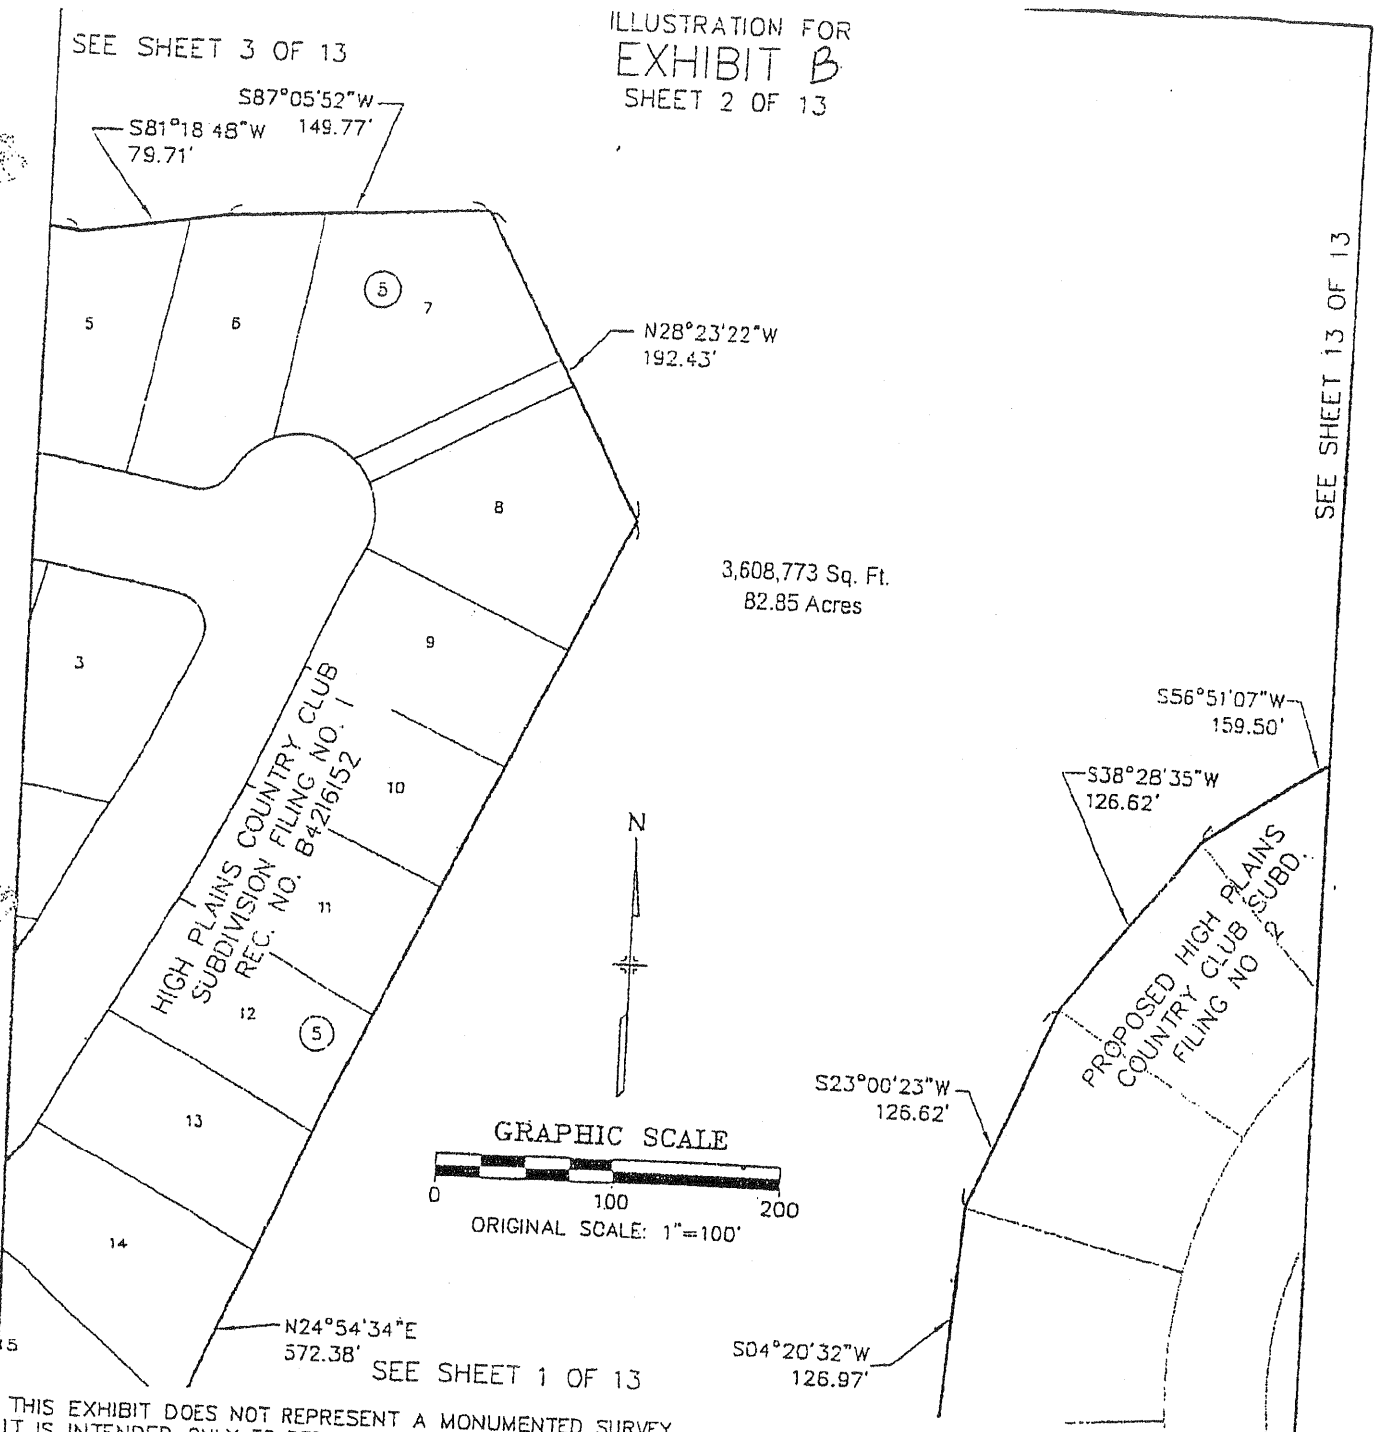 ILLUSTRATION FOR
EXHIBIT B
SHEET 2 OF 13
SEE SHEET 3 OF 13
S87°05'52"W
149.77'
S81°18'48"W
79.71'
5
6
5
7
N28°23'22"W
192.43'
SEE SHEET 13 OF 13
8
3,608,773 Sq. Ft.
82.85 Acres
9
3
S56°51'07"W
159.50'
S38°28'35"W
126.62'
10
HIGH PLAINS COUNTRY CLUB
SUBDIVISION FILING NO. 1
REC. NO. B4216152
N
11
12
5
PROPOSED HIGH PLAINS
COUNTRY CLUB SUBD.
FILING NO 2
S23°00'23"W
126.62'
13
GRAPHIC SCALE
0 100 200
ORIGINAL SCALE: 1"=100'
14
15
N24°54'34"E
572.38'
SEE SHEET 1 OF 13
S04°20'32"W
126.97'
THIS EXHIBIT DOES NOT REPRESENT A MONUMENTED SURVEY
IT IS INTENDED ONLY TO